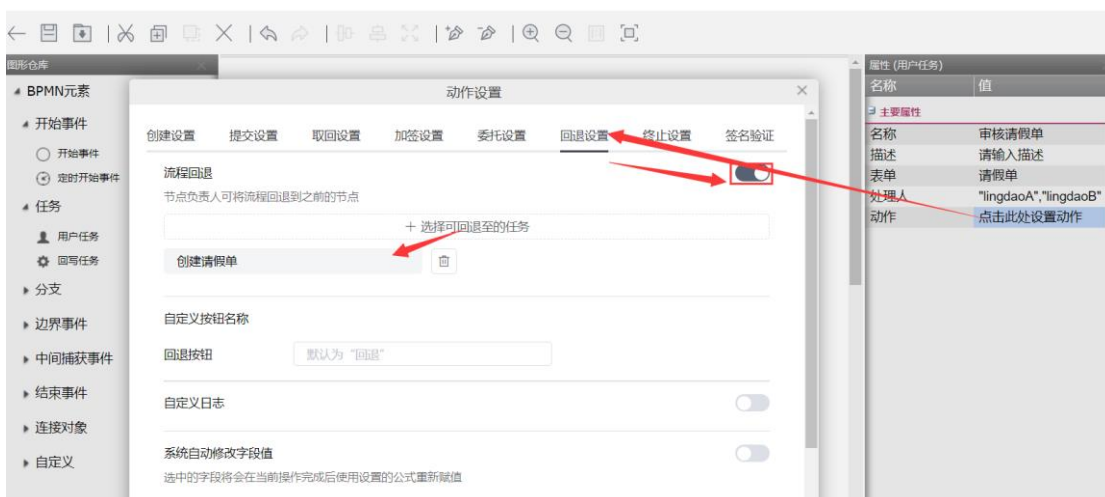 图形仓库
BPMN元素
开始事件
开始事件
定时开始事件
任务
用户任务
回写任务
分支
边界事件
中间捕获事件
结束事件
连接对象
自定义
动作设置
创建设置 提交设置 取回设置 加签设置 委托设置 回退设置 终止设置 签名验证
流程回退
节点负责人可将流程回退到之前的节点
+ 选择可回退至的任务
创建请假单
自定义按钮名称
回退按钮 默认为 "回退"
自定义日志
系统自动修改字段值
选中的字段将会在当前操作完成后使用设置的公式重新赋值
属性 (用户任务)
名称 值
主要属性
名称 审核请假单
描述 请输入描述
表单 请假单
处理人 "lingdaoA","lingdaoB"
动作 点击此处设置动作